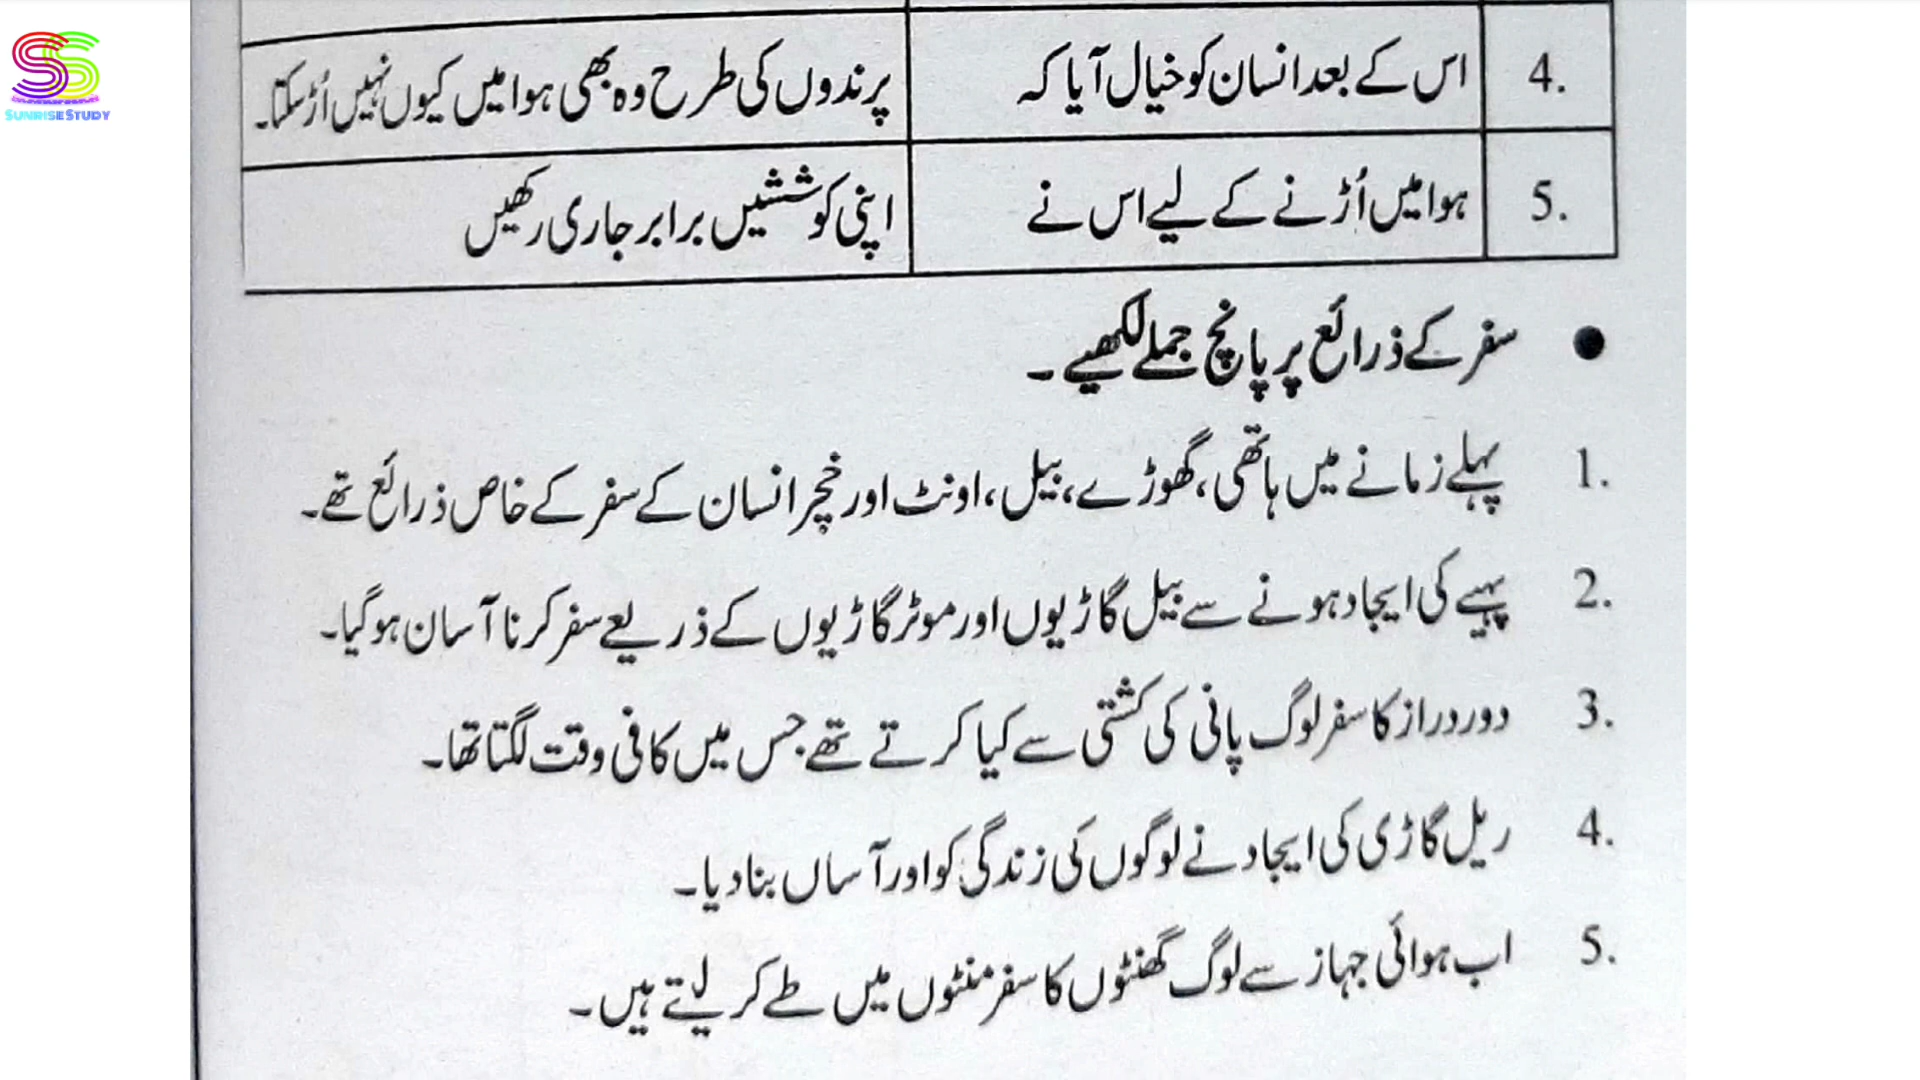 SS
SUNRISESTUDY
4. اس کے بعد انسان کو خیال آیا کہ پرندوں کی طرح وہ بھی ہوا میں کیوں نہیں اُڑ سکتا۔
5. ہوا میں اُڑنے کے لیے اس نے اپنی کوششیں برابر جاری رکھیں
● سفر کے ذرائع پر پانچ جملے لکھیے۔
1. پہلے زمانے میں ہاتھی، گھوڑے، بیل، اونٹ اور خچر انسان کے سفر کے خاص ذرائع تھے۔
2. پہیے کی ایجاد ہونے سے بیل گاڑیوں اور موٹر گاڑیوں کے ذریعے سفر کرنا آسان ہو گیا۔
3. دور دراز کا سفر لوگ پانی کی کشتی سے کیا کرتے تھے جس میں کافی وقت لگتا تھا۔
4. ریل گاڑی کی ایجاد نے لوگوں کی زندگی کو اور آساں بنا دیا۔
5. اب ہوائی جہاز سے لوگ گھنٹوں کا سفر منٹوں میں طے کر لیتے ہیں۔